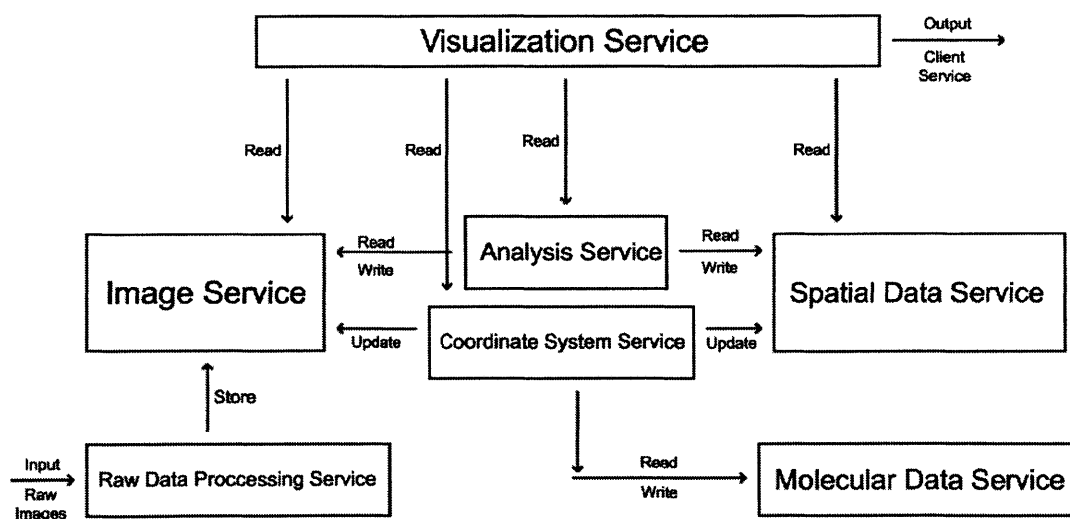 Visualization Service
Output
Client
Service
Read
Read
Read
Read
Image Service
Read
Write
Analysis Service
Read
Write
Spatial Data Service
Update
Coordinate System Service
Update
Store
Input
Raw
Images
Raw Data Proccessing Service
Read
Write
Molecular Data Service